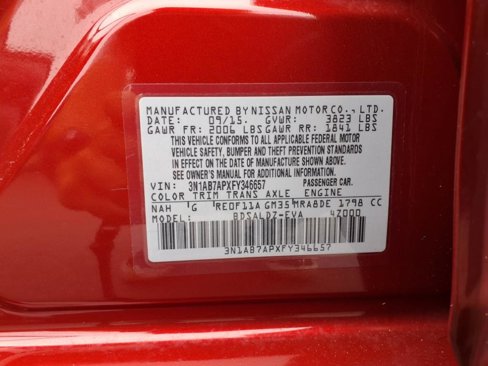 MANUFACTURED BY NISSAN MOTOR CO., LTD.
DATE: 09/15. GVWR: 3823 LBS
GAWR FR: 2006 LBS GAWR RR: 1841 LBS
THIS VEHICLE CONFORMS TO ALL APPLICABLE FEDERAL MOTOR
VEHICLE SAFETY, BUMPER AND THEFT PREVENTION STANDARDS
IN EFFECT ON THE DATE OF MANUFACTURE SHOWN ABOVE.
SEE OWNER'S MANUAL FOR ADDITIONAL INFORMATION
VIN: 3N1AB7APXFY346657 PASSENGER CAR.
COLOR TRIM TRANS AXLE ENGINE
NAH G RE0F11A GM35 MRA8DE 1798 CC
MODEL: BDSALDZ-EVA 4Z000
3N1AB7APXFY346657